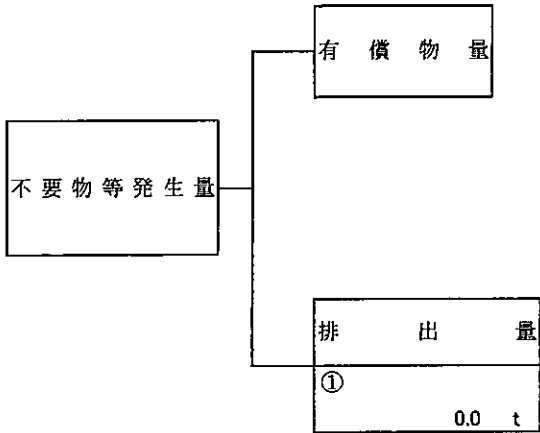 有償物量
不要物等発生量
排出量
①
0.0 t